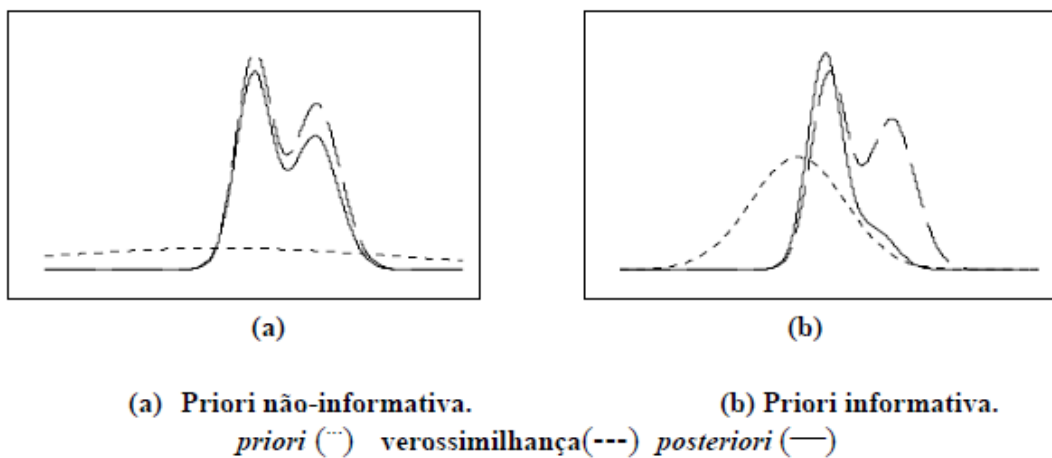 (a)
(b)
(a) Priori não-informativa.
(b) Priori informativa.
priori (---) verossimilhança(---) posteriori (—)